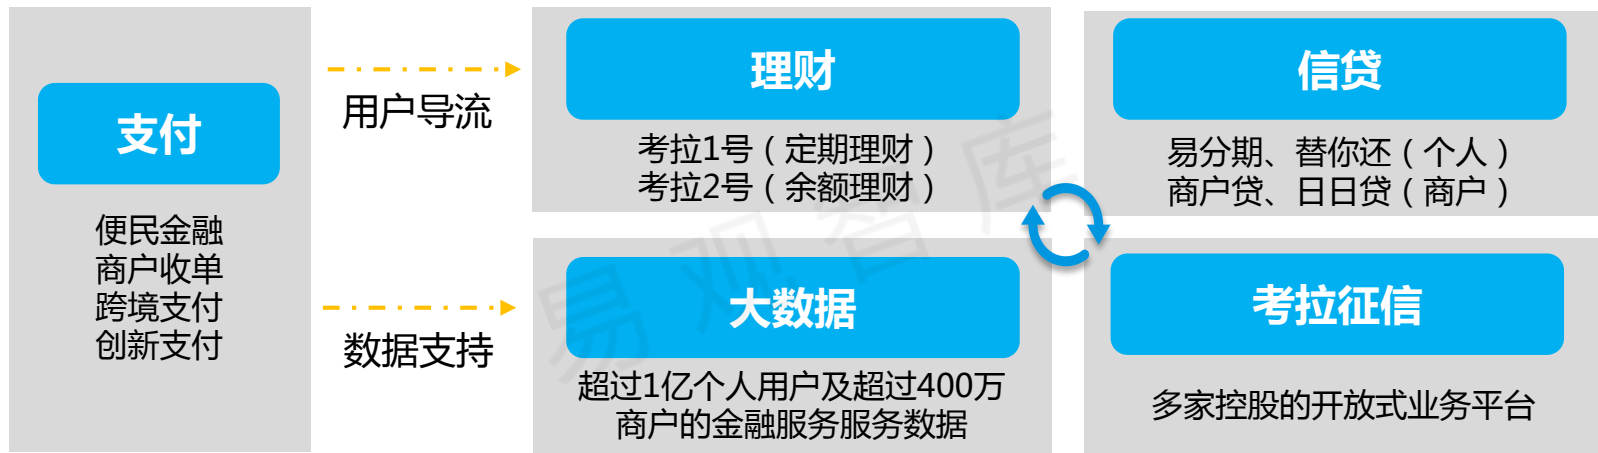 支付
便民金融
商户收单
跨境支付
创新支付
用户导流
数据支持
理财
考拉1号（定期理财）
考拉2号（余额理财）
信贷
易分期、替你还（个人）
商户贷、日日贷（商户）
大数据
超过1亿个人用户及超过400万
商户的金融服务服务数据
考拉征信
多家控股的开放式业务平台
易观智库